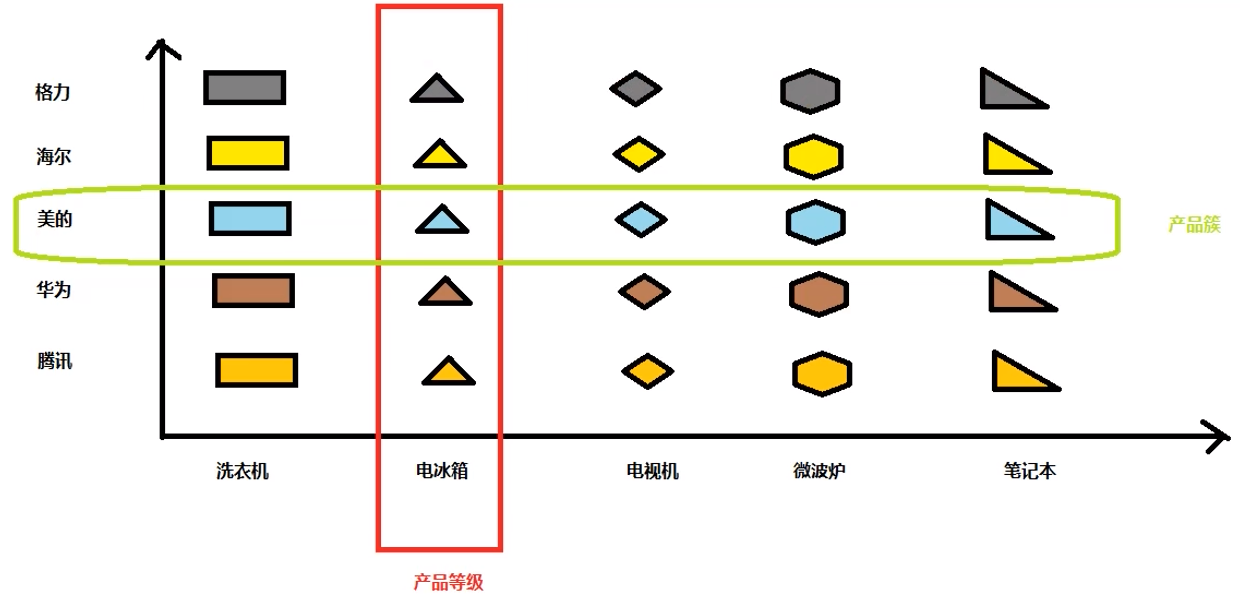 格力
海尔
美的
产品簇
华为
腾讯
洗衣机 电冰箱 电视机 微波炉 笔记本
产品等级